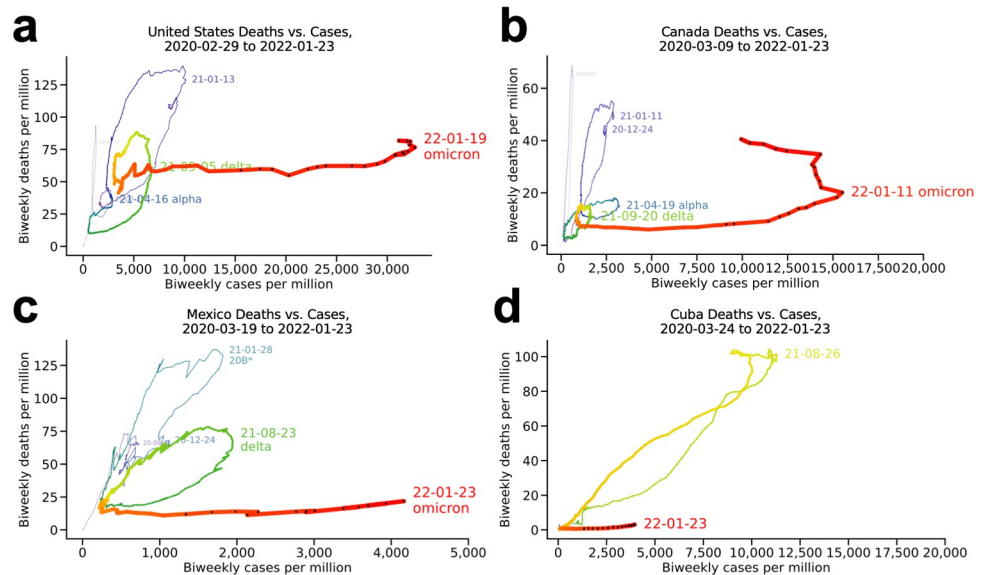 a
United States Deaths vs. Cases,
2020-02-29 to 2022-01-23
Biweekly deaths per million
125
100
75
50
25
0
21-01-13
21-09-05 delta
21-04-16 alpha
22-01-19
omicron
0
5,000
10,000
15,000
20,000
25,000
30,000
Biweekly cases per million
b
Canada Deaths vs. Cases,
2020-03-09 to 2022-01-23
Biweekly deaths per million
60
40
20
0
21-01-11
20-12-24
21-04-19 alpha
21-09-20 delta
22-01-11 omicron
0
2,500
5,000
7,500
10,000
12,500
15,000
17,500
20,000
Biweekly cases per million
c
Mexico Deaths vs. Cases,
2020-03-19 to 2022-01-23
Biweekly deaths per million
125
100
75
50
25
0
21-01-28
20B*
20-12-24
21-08-23
delta
22-01-23
omicron
0
1,000
2,000
3,000
4,000
5,000
Biweekly cases per million
d
Cuba Deaths vs. Cases,
2020-03-24 to 2022-01-23
Biweekly deaths per million
100
80
60
40
20
0
21-08-26
22-01-23
0
2,500
5,000
7,500
10,000
12,500
15,000
17,500
20,000
Biweekly cases per million